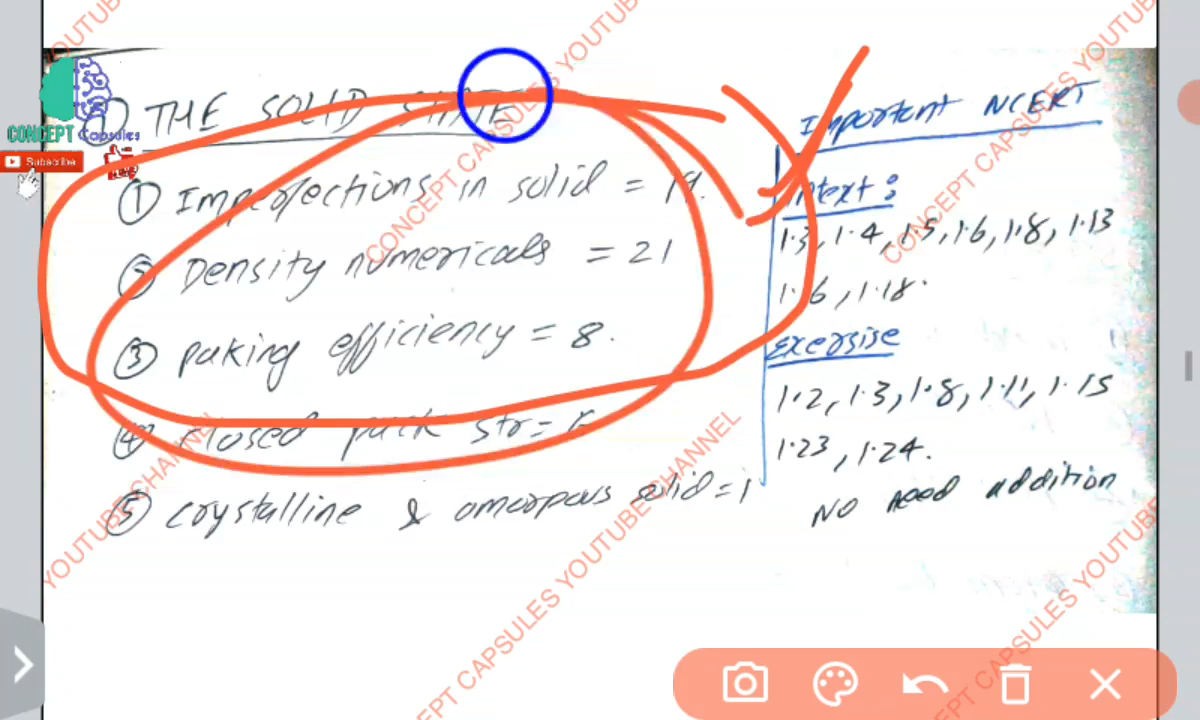 1) THE SOLID STATE
CONCEPT Capsules
Subscribe
① Imperfections in solid = 19.
② Density numericals = 21
③ paking efficiency = 8.
④ closed pack str =
⑤ crystalline & amorpous solid = 1
Important NCERT
Intext :
1.3, 1.4, 1.5, 1.6, 1.8, 1.13
1.16, 1.18.
Exersise
1.2, 1.3, 1.8, 1.11, 1.15
1.23, 1.24.
NO need addition
CONCEPT CAPSULES YOUTUBE CHANNEL